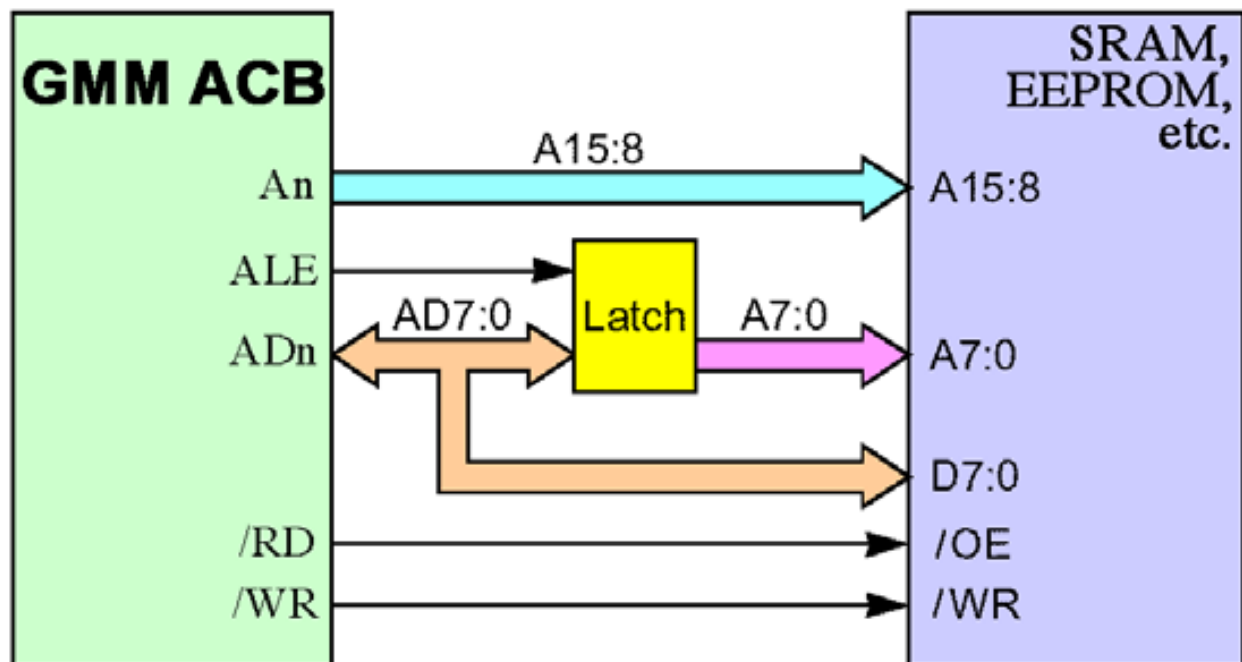 GMM ACB
SRAM,
EEPROM,
etc.
A15:8
An
A15:8
ALE
AD7:0
Latch
A7:0
ADn
A7:0
D7:0
/RD
/OE
/WR
/WR